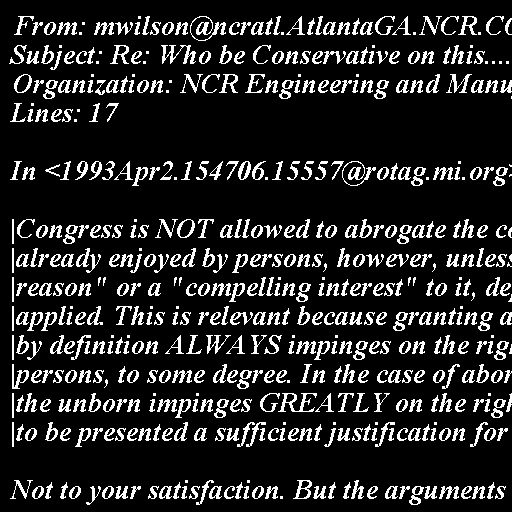 From: mwilson@ncratl.AtlantaGA.NCR.CO
Subject: Re: Who be Conservative on this....
Organization: NCR Engineering and Manu
Lines: 17
In <1993Apr2.154706.15557@rotag.mi.org>
|Congress is NOT allowed to abrogate the co
|already enjoyed by persons, however, unless
|reason" or a "compelling interest" to it, de
|applied. This is relevant because granting a
|by definition ALWAYS impinges on the rig
|persons, to some degree. In the case of abor
|the unborn impinges GREATLY on the righ
|to be presented a sufficient justification for
Not to your satisfaction. But the arguments